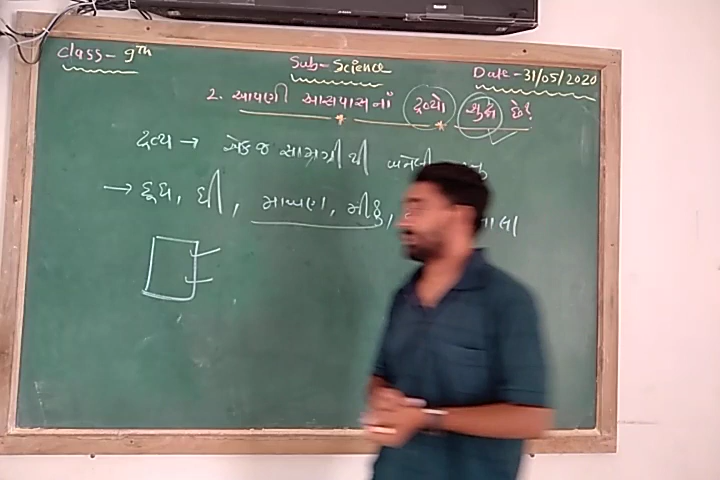 Class - 9th
Sub - Science
Date - 31/05/2020
2. આપણી આસપાસનાં દ્રવ્યો શુદ્ધ છે?
દ્રવ્ય → એક જ સામગ્રીથી બનેલી
→ દૂધ, ઘી, માખણ, મીઠું,